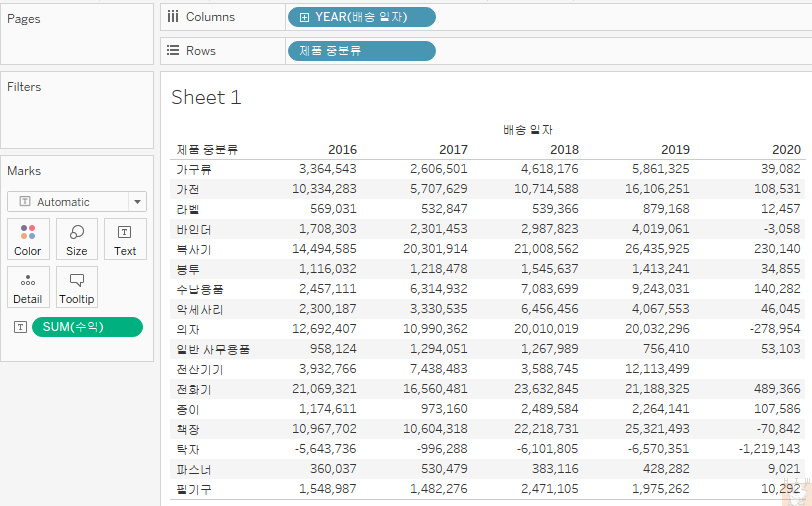 Pages
Columns
YEAR(배송 일자)
Rows
제품 중분류
Filters
Marks
Automatic
Color Size Text
Detail Tooltip
SUM(수익)
Sheet 1
배송 일자
제품 중분류 2016 2017 2018 2019 2020
가구류 3,364,543 2,606,501 4,618,176 5,861,325 39,082
가전 10,334,283 5,707,629 10,714,588 16,106,251 108,531
라벨 569,031 532,847 539,366 879,168 12,457
바인더 1,708,303 2,301,453 2,987,823 4,019,061 -3,058
복사기 14,494,585 20,301,914 21,008,562 26,435,925 230,140
봉투 1,116,032 1,218,478 1,545,637 1,413,241 34,855
수납용품 2,457,111 6,314,932 7,083,699 9,243,031 140,282
악세사리 2,300,187 3,330,535 6,456,456 4,067,553 46,045
의자 12,692,407 10,990,362 20,010,019 20,032,296 -278,954
일반 사무용품 958,124 1,294,051 1,267,989 756,410 53,103
전산기기 3,932,766 7,438,483 3,588,745 12,113,499
전화기 21,069,321 16,560,481 23,632,845 21,188,325 489,366
종이 1,174,611 973,160 2,489,584 2,264,141 107,586
책장 10,967,702 10,604,318 22,218,731 25,321,493 -70,842
탁자 -5,643,736 -996,288 -6,101,805 -6,570,351 -1,219,143
파스너 360,037 530,479 383,116 428,282 9,021
필기구 1,548,987 1,482,276 2,471,105 1,975,262 10,292